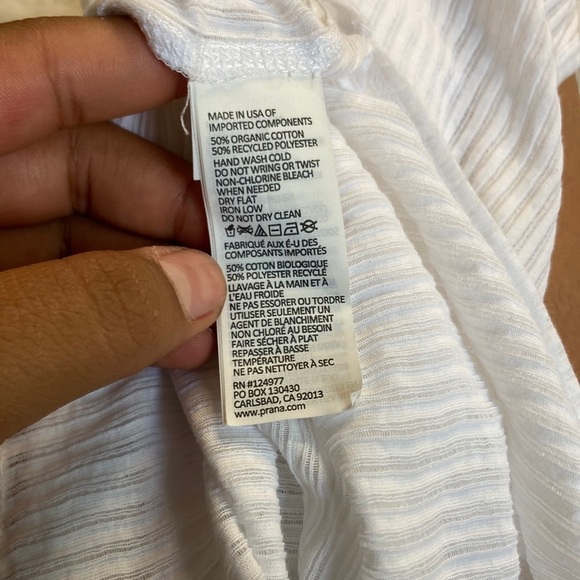 MADE IN USA OF
IMPORTED COMPONENTS
50% ORGANIC COTTON
50% RECYCLED POLYESTER
HAND WASH COLD
DO NOT WRING OR TWIST
NON-CHLORINE BLEACH
WHEN NEEDED
DRY FLAT
IRON LOW
DO NOT DRY CLEAN
FABRIQUÉ AUX É-U DES
COMPOSANTS IMPORTÉS
50% COTON BIOLOGIQUE
50% POLYESTER RECYCLÉ
LLAVAGE À LA MAIN ET À
L'EAU FROIDE
NE PAS ESSORER OU TORDRE
UTILISER SEULEMENT UN
AGENT DE BLANCHIMENT
NON CHLORÉ AU BESOIN
FAIRE SÉCHER À PLAT
REPASSER À BASSE
TEMPÉRATURE
NE PAS NETTOYER À SEC
RN #124977
PO BOX 130430
CARLSBAD, CA 92013
www.prana.com